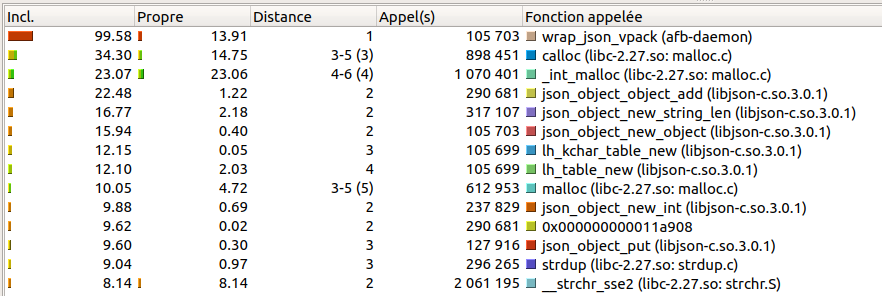 Incl. Propre Distance Appel(s) Fonction appelée
99.58 13.91 1 105 703 wrap_json_vpack (afb-daemon)
34.30 14.75 3-5 (3) 898 451 calloc (libc-2.27.so: malloc.c)
23.07 23.06 4-6 (4) 1 070 401 _int_malloc (libc-2.27.so: malloc.c)
22.48 1.22 2 290 681 json_object_object_add (libjson-c.so.3.0.1)
16.77 2.18 2 317 107 json_object_new_string_len (libjson-c.so.3.0.1)
15.94 0.40 2 105 703 json_object_new_object (libjson-c.so.3.0.1)
12.15 0.05 3 105 699 lh_kchar_table_new (libjson-c.so.3.0.1)
12.10 2.03 4 105 699 lh_table_new (libjson-c.so.3.0.1)
10.05 4.72 3-5 (5) 612 953 malloc (libc-2.27.so: malloc.c)
9.88 0.69 2 237 829 json_object_new_int (libjson-c.so.3.0.1)
9.62 0.02 2 290 681 0x000000000011a908
9.60 0.30 3 127 916 json_object_put (libjson-c.so.3.0.1)
9.04 0.97 3 296 265 strdup (libc-2.27.so: strdup.c)
8.14 8.14 2 2 061 195 __strchr_sse2 (libc-2.27.so: strchr.S)